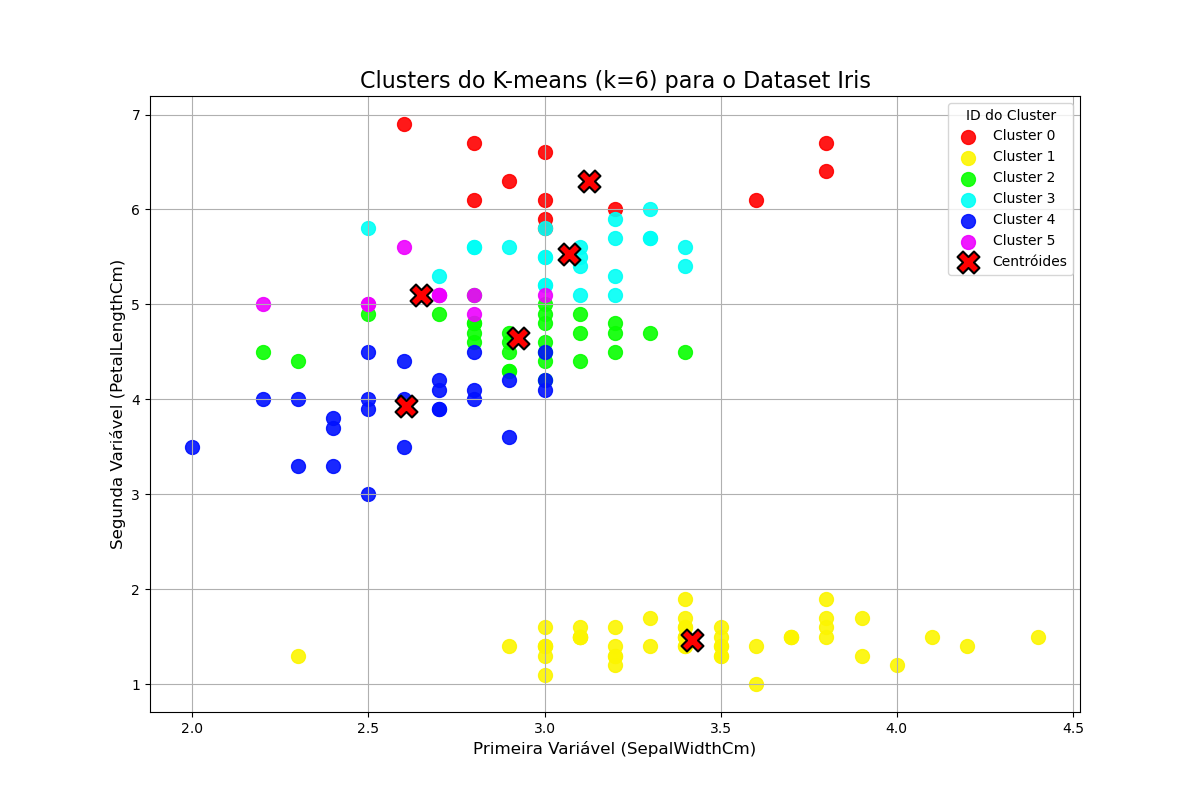 Clusters do K-means (k=6) para o Dataset Iris
Segunda Variável (PetalLengthCm)
7
6
5
4
3
2
1
ID do Cluster
Cluster 0
Cluster 1
Cluster 2
Cluster 3
Cluster 4
Cluster 5
Centróides
2.0 2.5 3.0 3.5 4.0 4.5
Primeira Variável (SepalWidthCm)